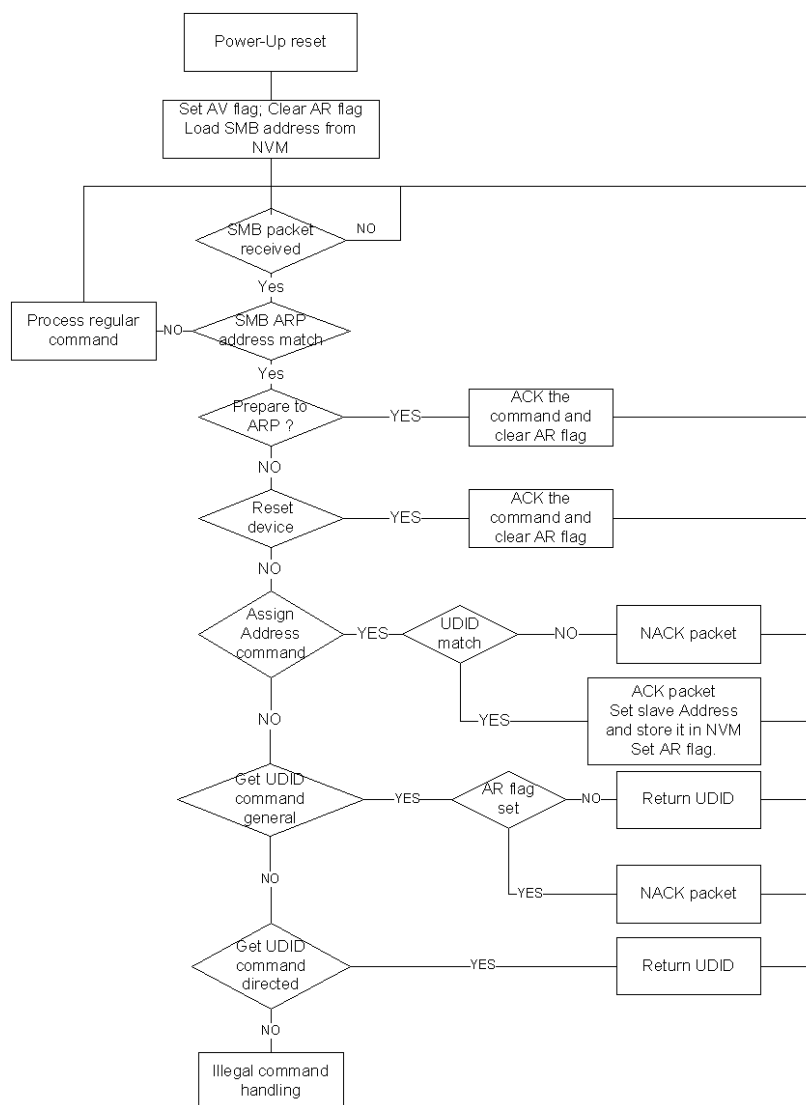 Power-Up reset
Set AV flag; Clear AR flag
Load SMB address from
NVM
SMB packet
received
NO
Yes
Process regular
command
NO
SMB ARP
address match
Yes
Prepare to
ARP ?
YES
ACK the
command and
clear AR flag
NO
Reset
device
YES
ACK the
command and
clear AR flag
NO
Assign
Address
command
YES
UDID
match
NO
NACK packet
YES
ACK packet
Set slave Address
and store it in NVM
Set AR flag.
NO
Get UDID
command
general
YES
AR flag
set
NO
Return UDID
YES
NACK packet
NO
Get UDID
command
directed
YES
Return UDID
NO
Illegal command
handling